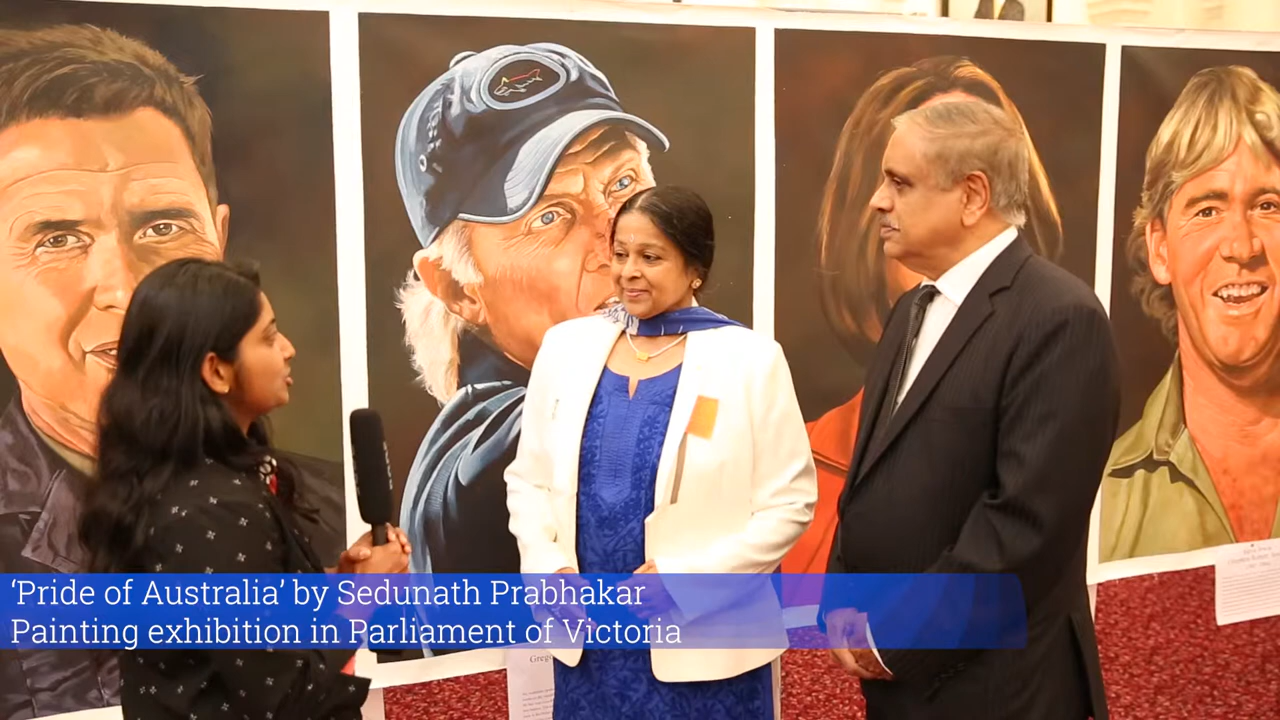 ‘Pride of Australia’ by Sedunath Prabhakar
Painting exhibition in Parliament of Victoria